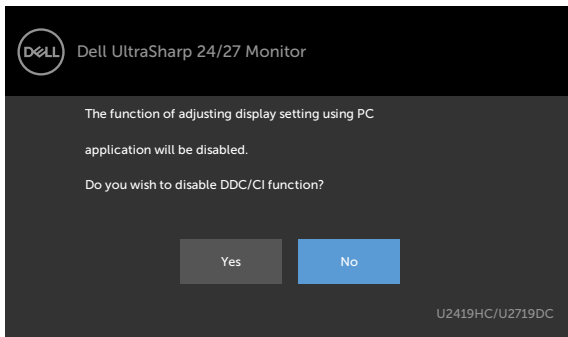 DELL
Dell UltraSharp 24/27 Monitor
The function of adjusting display setting using PC
application will be disabled.
Do you wish to disable DDC/CI function?
Yes
No
U2419HC/U2719DC